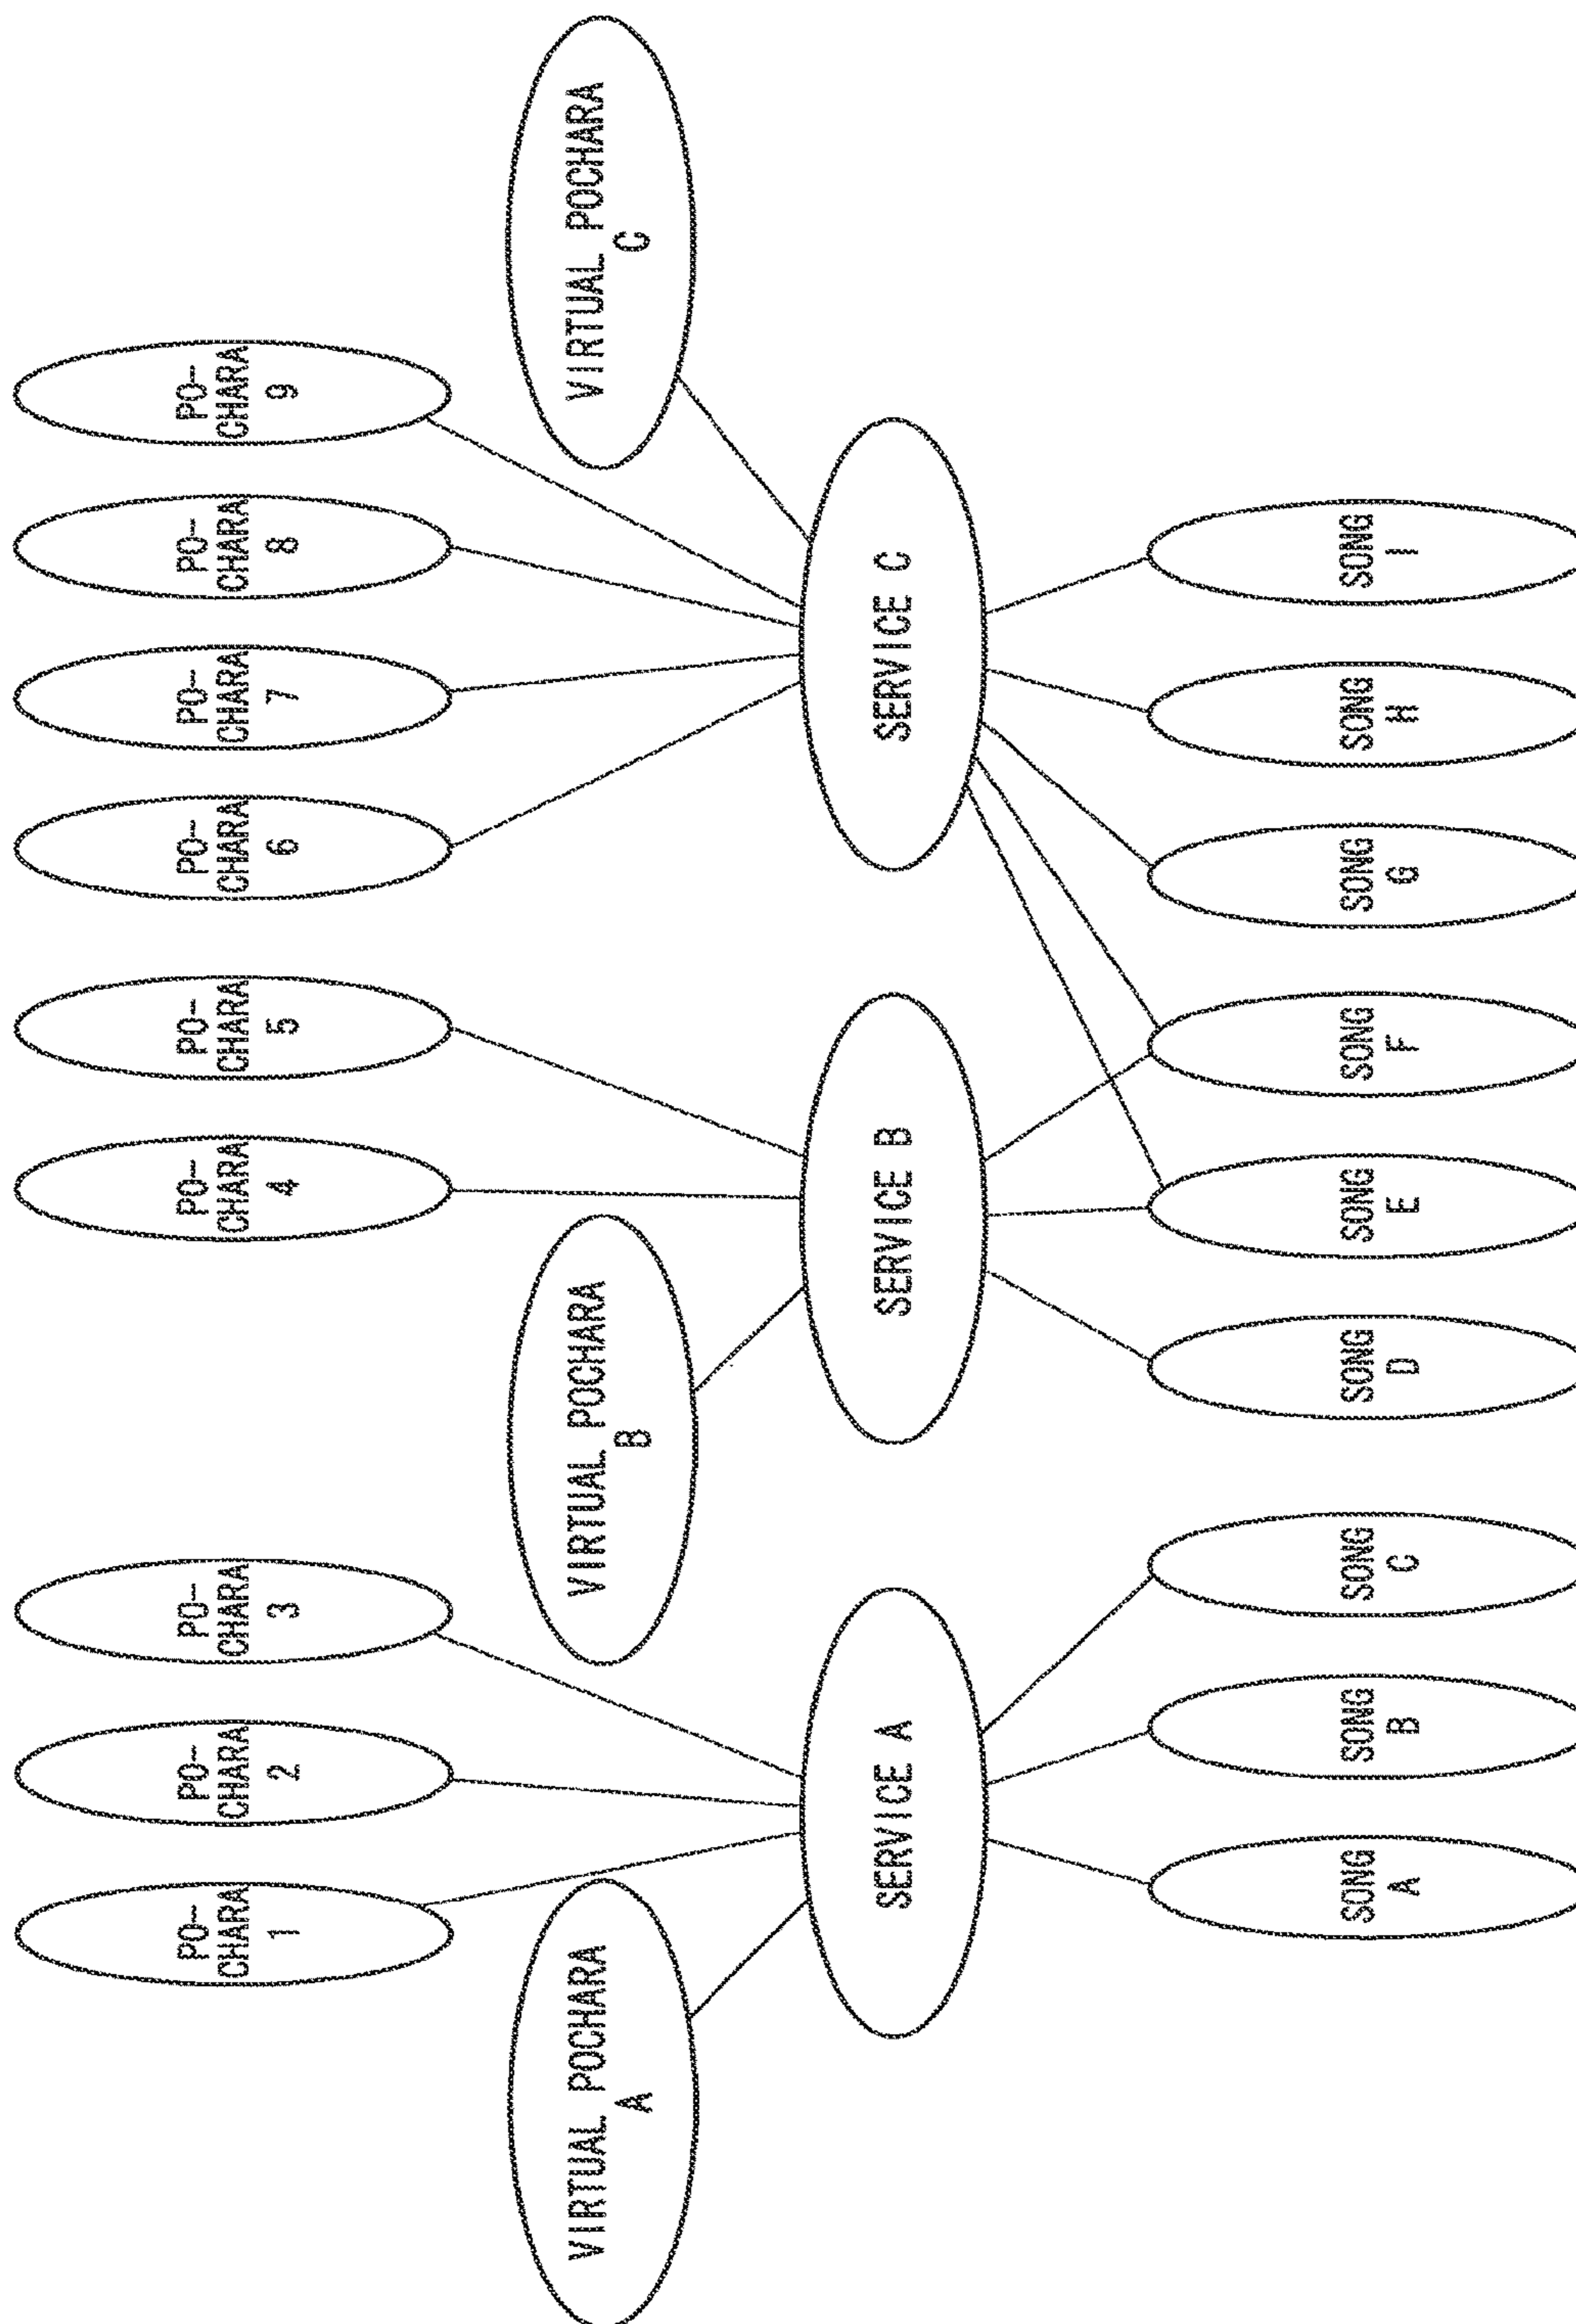 PO-
CHARA
1
PO-
CHARA
2
PO-
CHARA
3
PO-
CHARA
4
PO-
CHARA
5
PO-
CHARA
6
PO-
CHARA
7
PO-
CHARA
8
PO-
CHARA
9
VIRTUAL POCHARA
A
VIRTUAL POCHARA
B
VIRTUAL POCHARA
C
SERVICE A
SERVICE B
SERVICE C
SONG
A
SONG
B
SONG
C
SONG
D
SONG
E
SONG
F
SONG
G
SONG
H
SONG
I